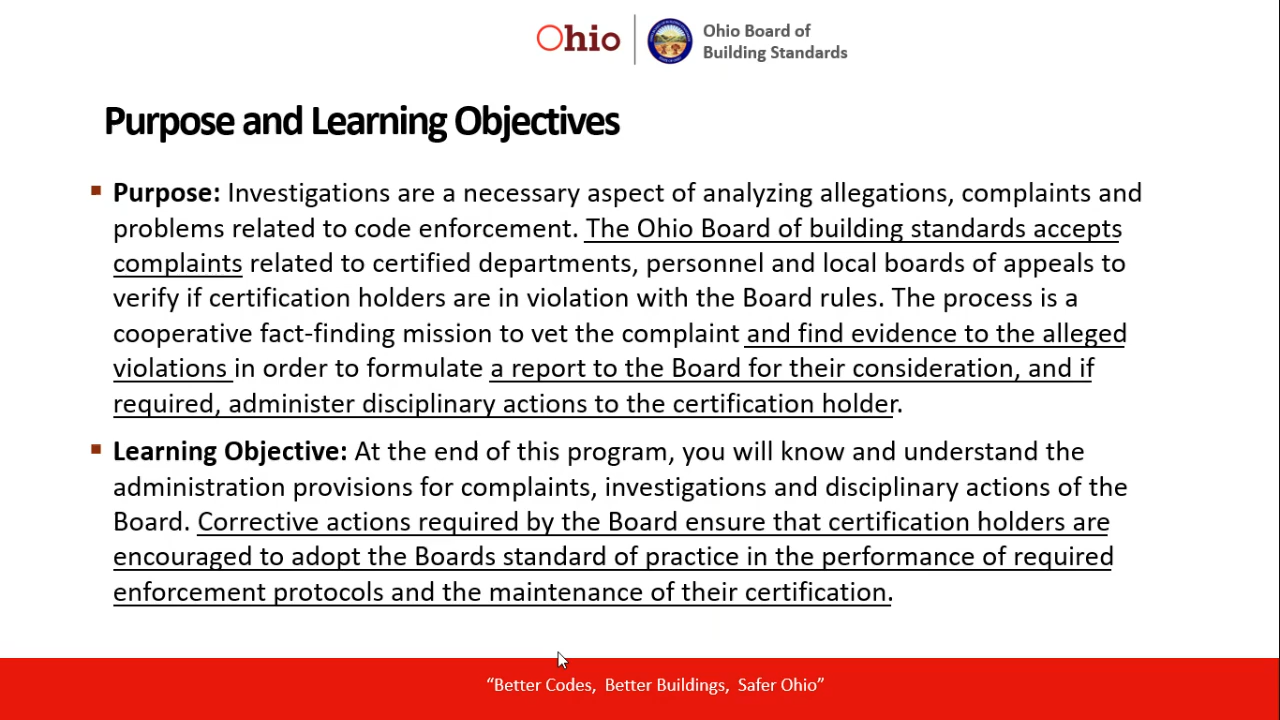 Ohio
Ohio Board of
Building Standards
Purpose and Learning Objectives
Purpose: Investigations are a necessary aspect of analyzing allegations, complaints and
problems related to code enforcement. The Ohio Board of building standards accepts
complaints related to certified departments, personnel and local boards of appeals to
verify if certification holders are in violation with the Board rules. The process is a
cooperative fact-finding mission to vet the complaint and find evidence to the alleged
violations in order to formulate a report to the Board for their consideration, and if
required, administer disciplinary actions to the certification holder.
Learning Objective: At the end of this program, you will know and understand the
administration provisions for complaints, investigations and disciplinary actions of the
Board. Corrective actions required by the Board ensure that certification holders are
encouraged to adopt the Boards standard of practice in the performance of required
enforcement protocols and the maintenance of their certification.
“Better Codes, Better Buildings, Safer Ohio”